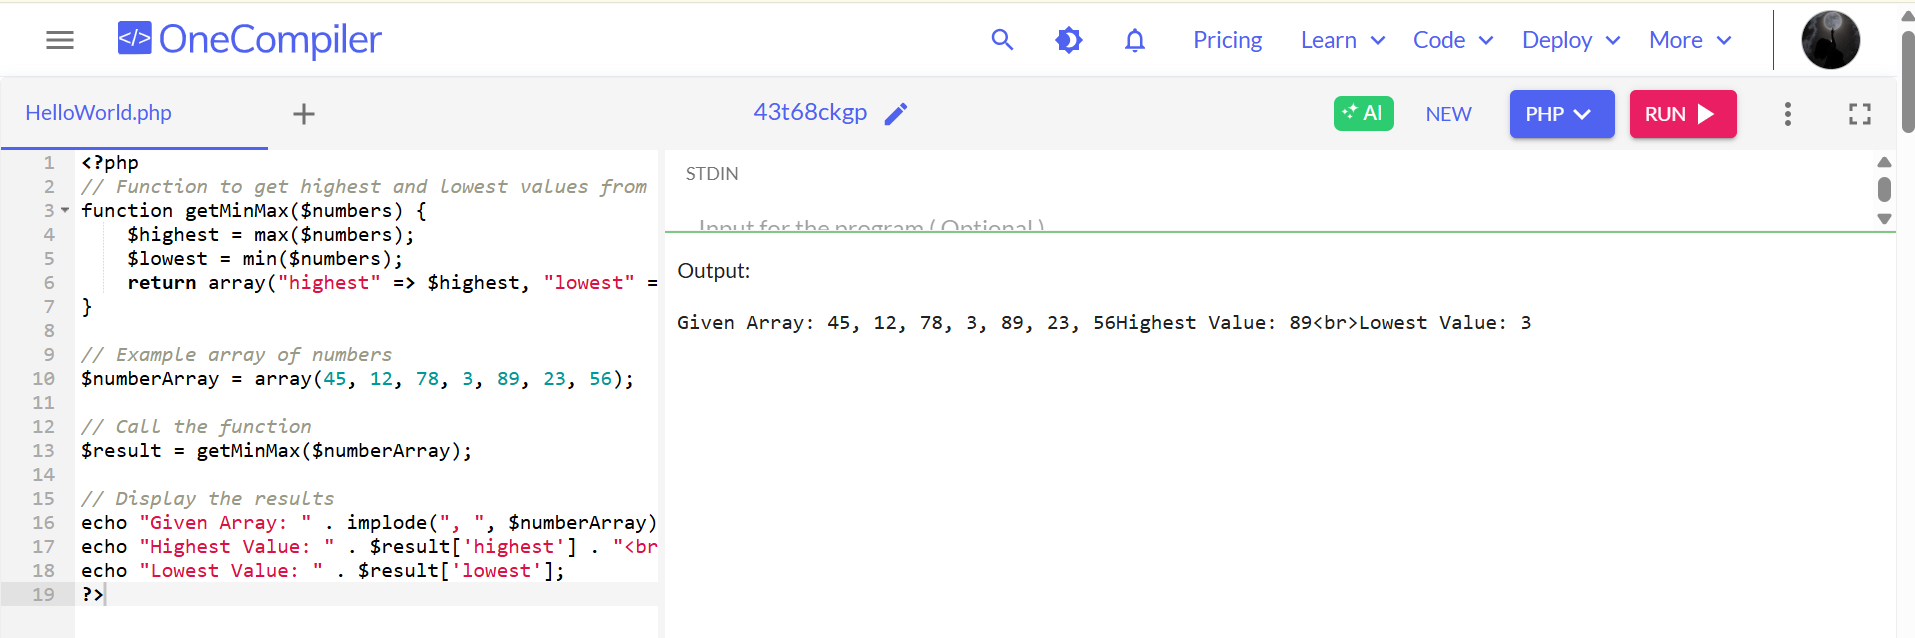 </> OneCompiler
Pricing Learn Code Deploy More
HelloWorld.php
43t68ckgp
AI NEW PHP RUN
1 <?php
2 // Function to get highest and lowest values from
3 function getMinMax($numbers) {
4     $highest = max($numbers);
5     $lowest = min($numbers);
6     return array("highest" => $highest, "lowest" =
7 }
8
9 // Example array of numbers
10 $numberArray = array(45, 12, 78, 3, 89, 23, 56);
11
12 // Call the function
13 $result = getMinMax($numberArray);
14
15 // Display the results
16 echo "Given Array: " . implode(", ", $numberArray)
17 echo "Highest Value: " . $result['highest'] . "<br
18 echo "Lowest Value: " . $result['lowest'];
19 ?>
STDIN
Input for the program ( Optional )
Output:
Given Array: 45, 12, 78, 3, 89, 23, 56Highest Value: 89<br>Lowest Value: 3